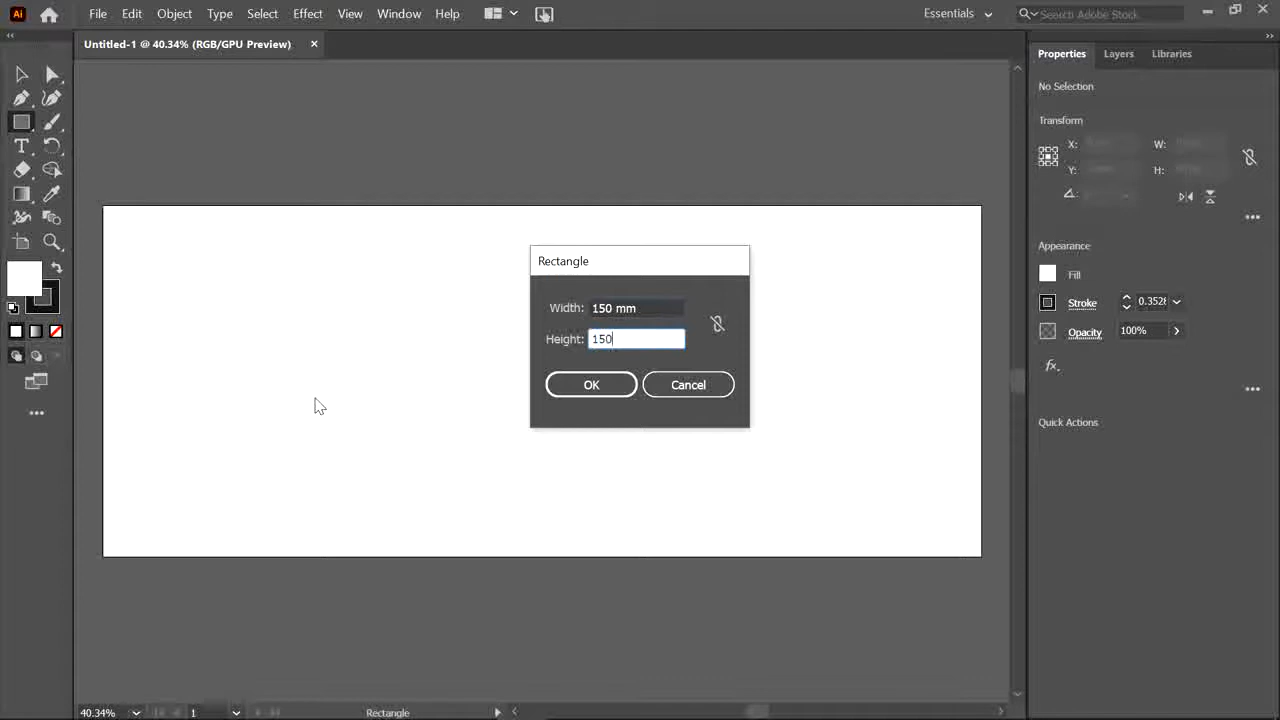 Ai File Edit Object Type Select Effect View Window Help Essentials Search Adobe Stock
Untitled-1 @ 40.34% (RGB/GPU Preview) ×
Properties Layers Libraries
No Selection
Transform
X: W:
Y: H:
Rectangle
Width: 150 mm
Height: 150
OK Cancel
Appearance
Fill
Stroke 0.3528
Opacity 100%
fx.
Quick Actions
T
40.34% 1 Rectangle